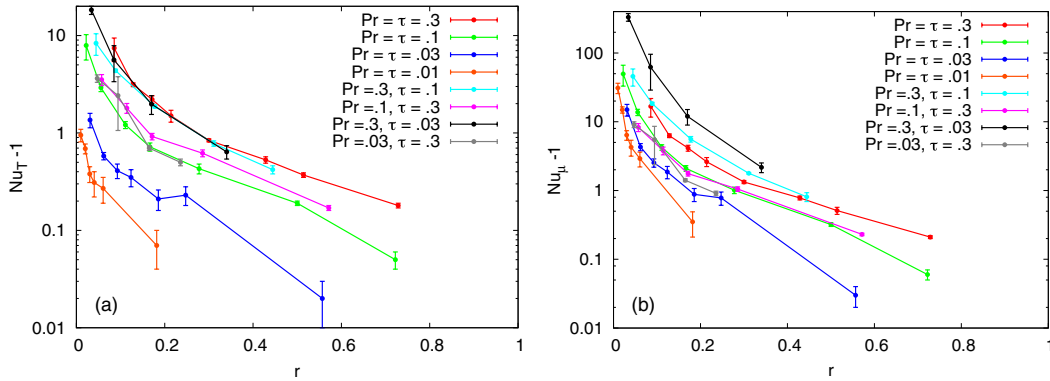 Pr = τ = .3
Pr = τ = .1
Pr = τ = .03
Pr = τ = .01
Pr =.3, τ = .1
Pr =.1, τ = .3
Pr =.3, τ = .03
Pr =.03, τ = .3
10
1
0.1
0.01
Nu_T -1
(a)
0 0.2 0.4 0.6 0.8 1
r
Pr = τ = .3
Pr = τ = .1
Pr = τ = .03
Pr = τ = .01
Pr =.3, τ = .1
Pr =.1, τ = .3
Pr =.3, τ = .03
Pr =.03, τ = .3
100
10
1
0.1
0.01
Nu_μ -1
(b)
0 0.2 0.4 0.6 0.8 1
r